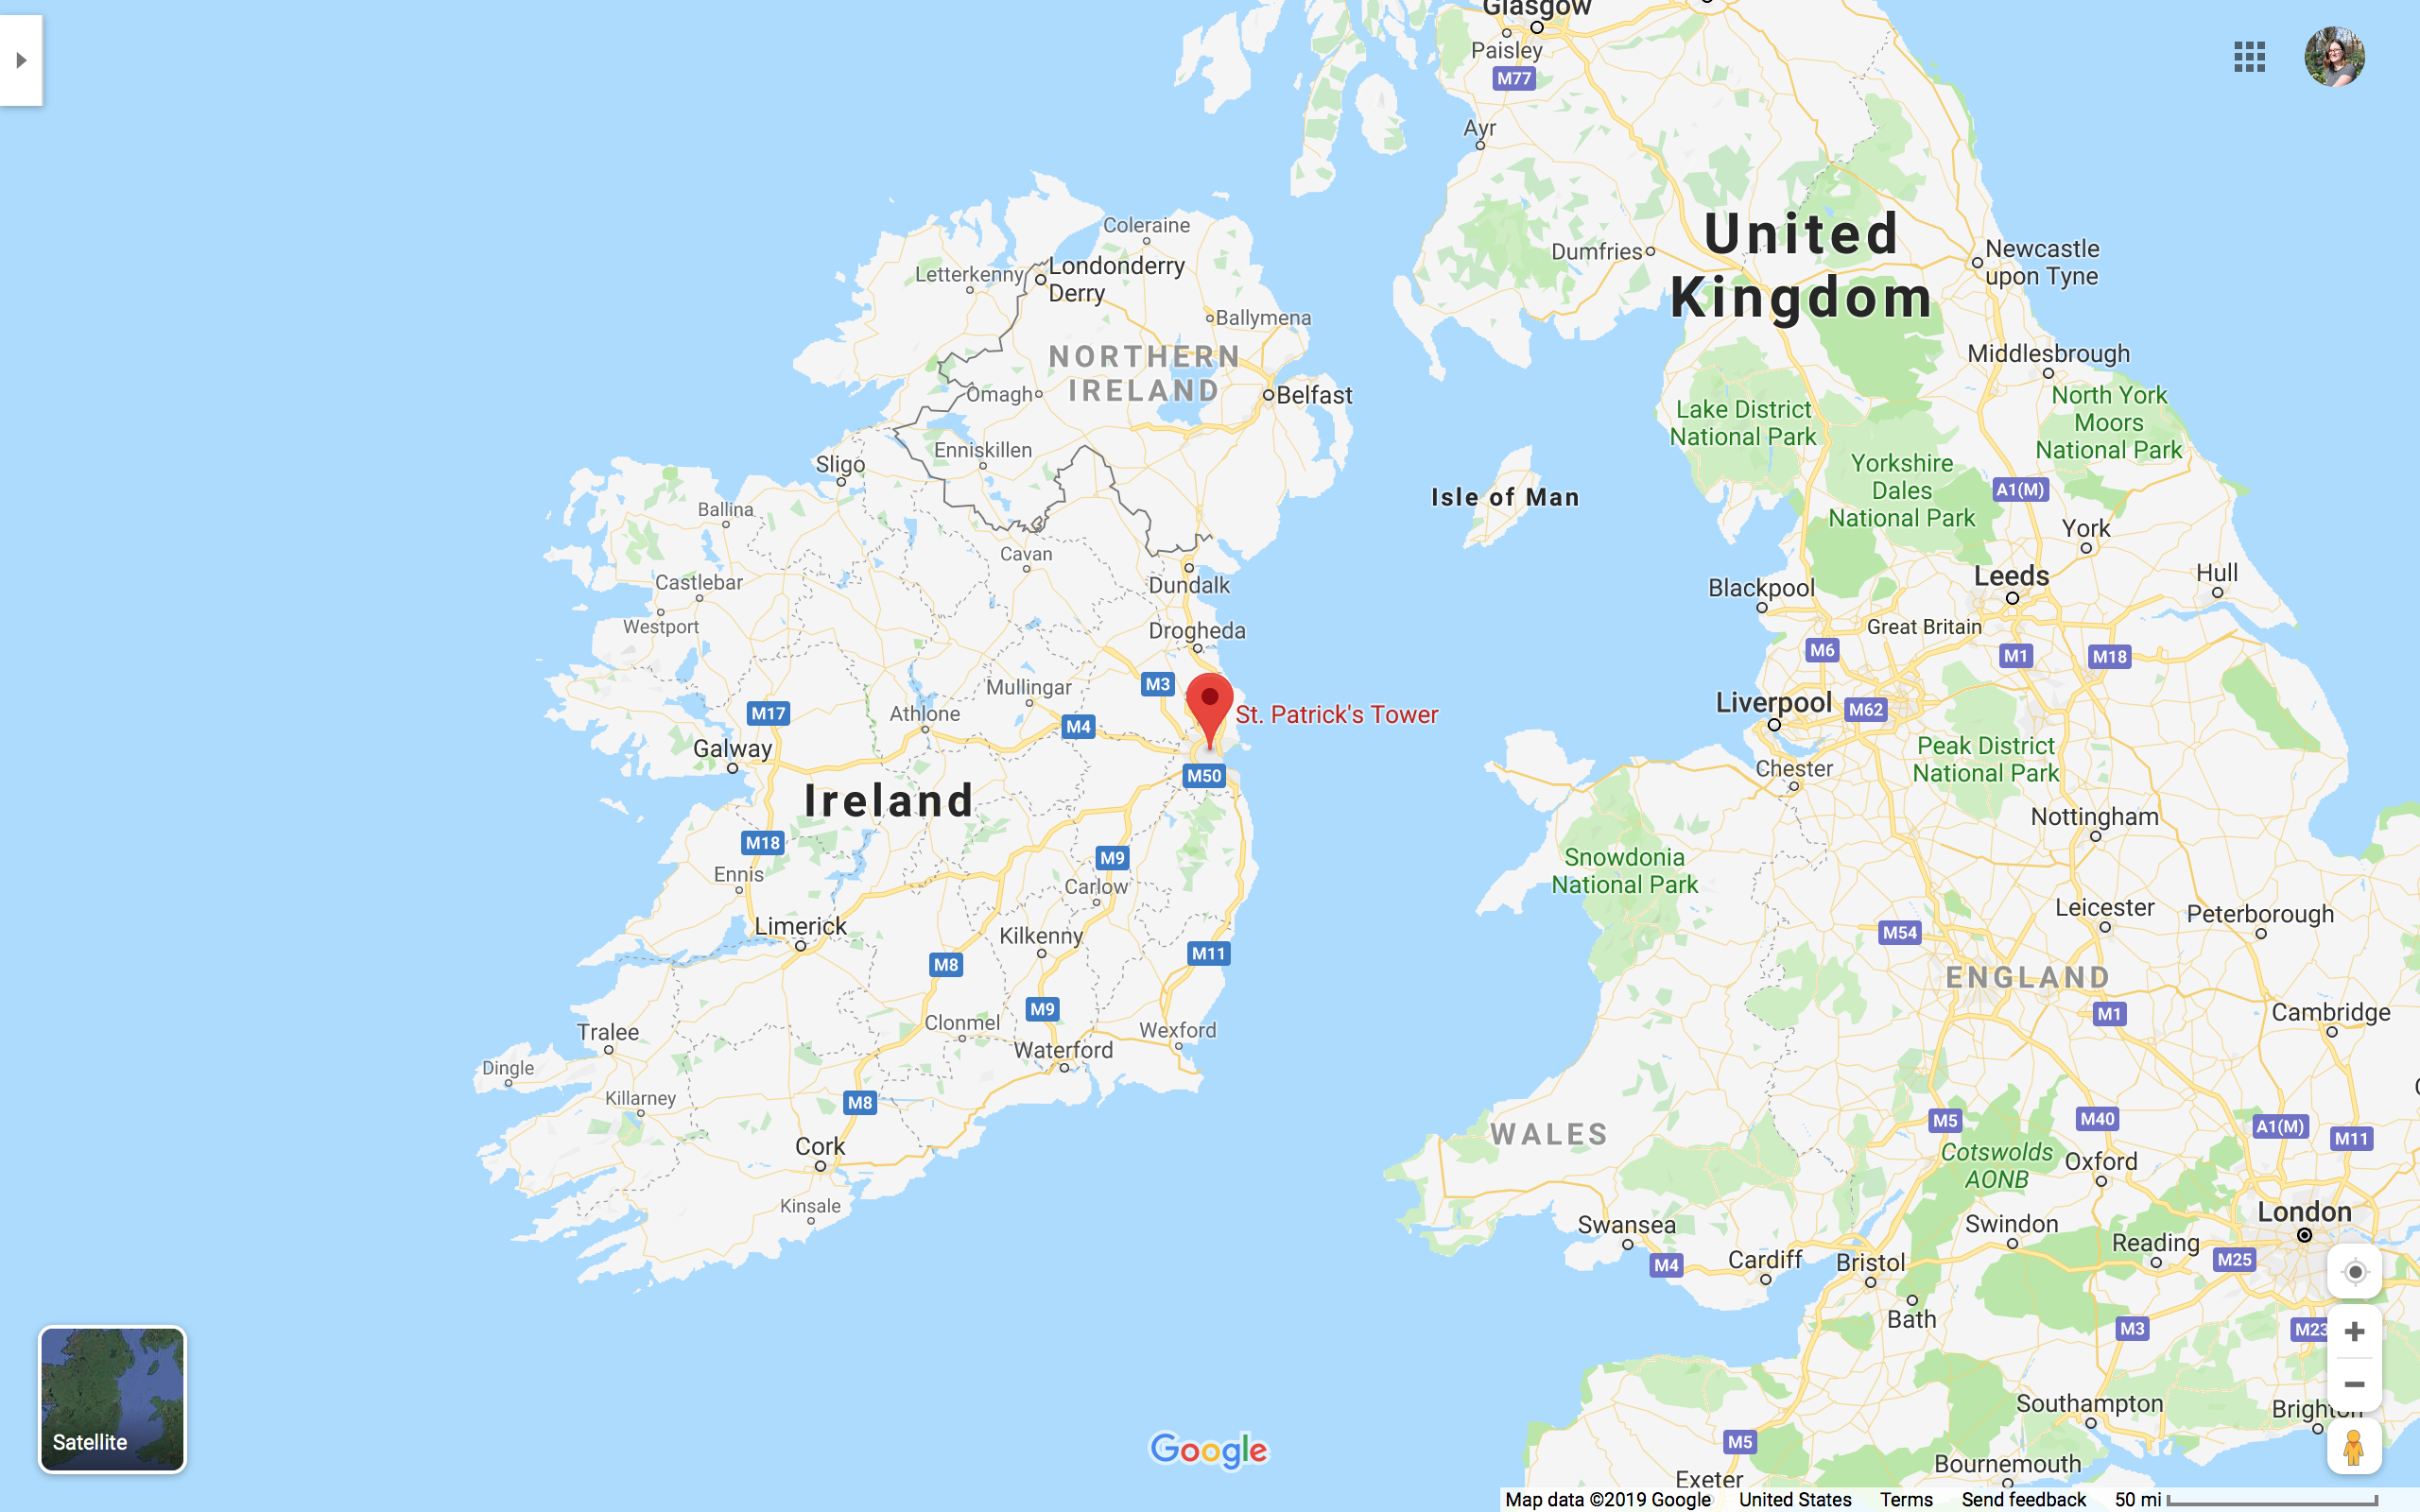 Glasgow
Paisley
M77
Ayr
Coleraine
Letterkenny
Londonderry
Derry
Dumfries
United
Kingdom
Newcastle
upon Tyne
Ballymena
NORTHERN
IRELAND
Omagh
Belfast
Middlesbrough
North York
Moors
National Park
Lake District
National Park
Enniskillen
Sligo
Yorkshire
Dales
National Park
A1(M)
Isle of Man
Ballina
York
Cavan
Castlebar
Dundalk
Blackpool
Leeds
Hull
Westport
Drogheda
Great Britain
M6
M1
M18
Mullingar
M3
M17
Athlone
M4
St. Patrick's Tower
Liverpool
M62
Galway
Peak District
National Park
Chester
M50
Ireland
Nottingham
M18
M9
Snowdonia
National Park
Ennis
Carlow
Limerick
Kilkenny
Leicester
Peterborough
M54
M11
M8
ENGLAND
M9
M1
Cambridge
Clonmel
Wexford
Tralee
Waterford
Dingle
Killarney
M8
Cork
WALES
M5
M40
A1(M)
M11
Cotswolds
AONB
Oxford
Kinsale
Swansea
Swindon
London
M4
Cardiff
Bristol
Reading
M25
Bath
M3
M23
Southampton
Brighton
Satellite
Google
M5
Bournemouth
Exeter
Map data ©2019 Google United States Terms Send feedback 50 mi